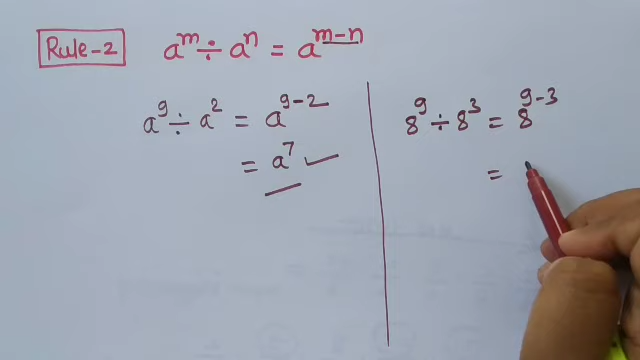 Rule-2 a^m ÷ a^n = a^(m-n)
a^9 ÷ a^2 = a^(9-2)
= a^7 ✓
8^9 ÷ 8^3 = 8^(9-3)
=